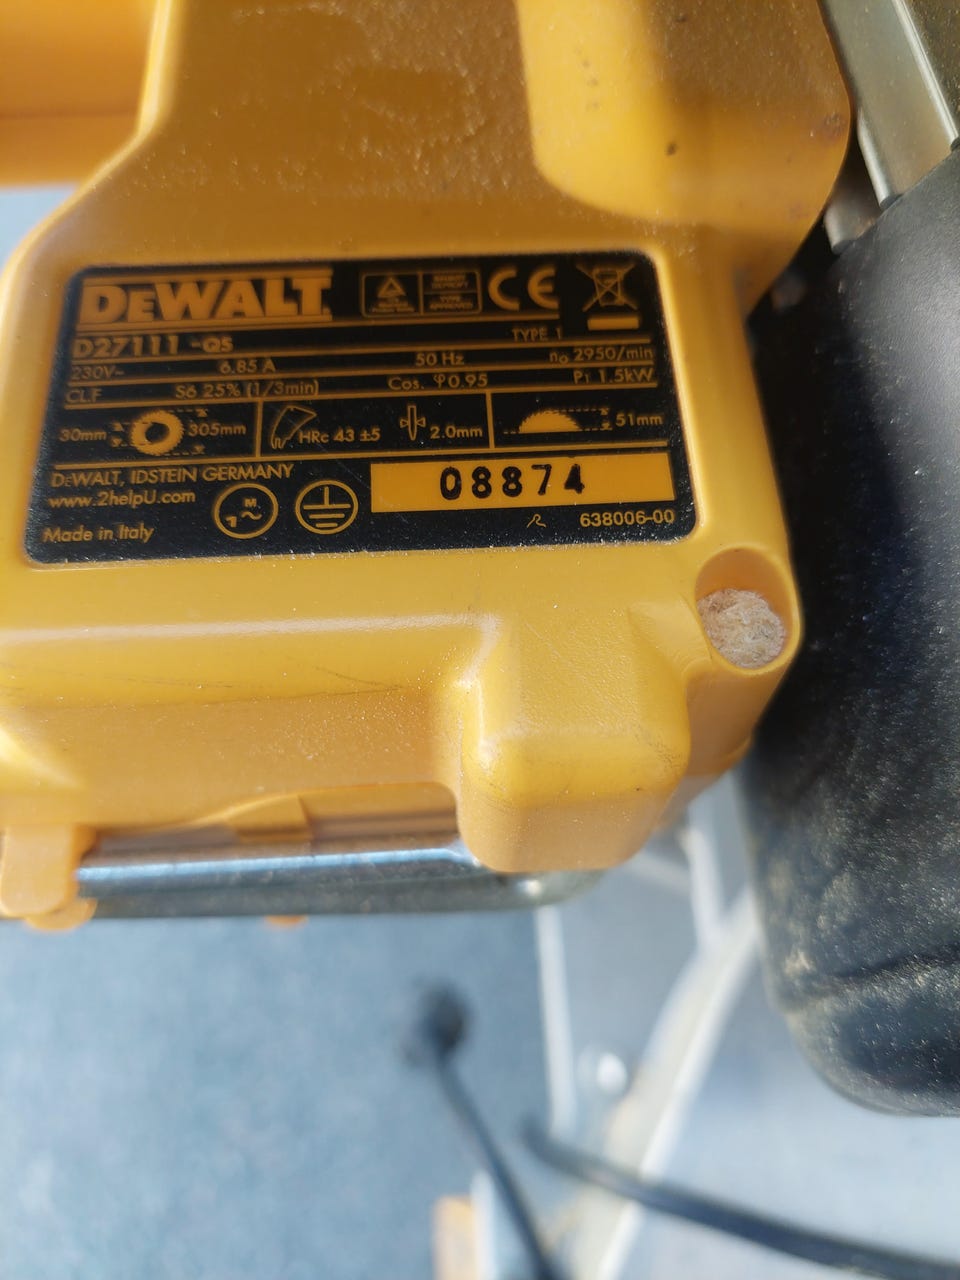 DEWALT
CE
D27111 -QS TYPE 1
230V~ 6.85 A 50 Hz n₀ 2950/min
CLF S6 25% (1/3min) Cos. φ0.95 P1 1.5kW
30mm 305mm HRc 43 ±5 2.0mm 51mm
DEWALT, IDSTEIN GERMANY
www.2helpU.com
1 M ~
08874
Made in Italy
638006-00